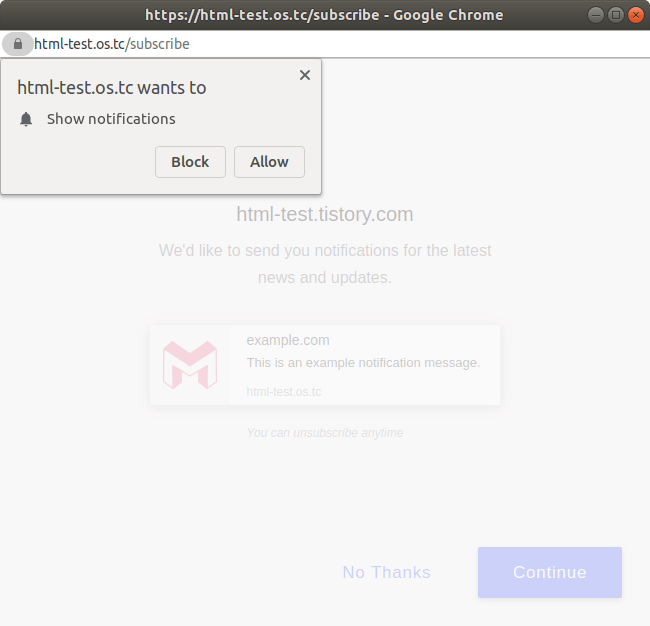 https://html-test.os.tc/subscribe - Google Chrome
html-test.os.tc/subscribe
html-test.os.tc wants to
Show notifications
Block Allow
html-test.tistory.com
We'd like to send you notifications for the latest
news and updates.
example.com
This is an example notification message.
html-test.os.tc
You can unsubscribe anytime
No Thanks Continue